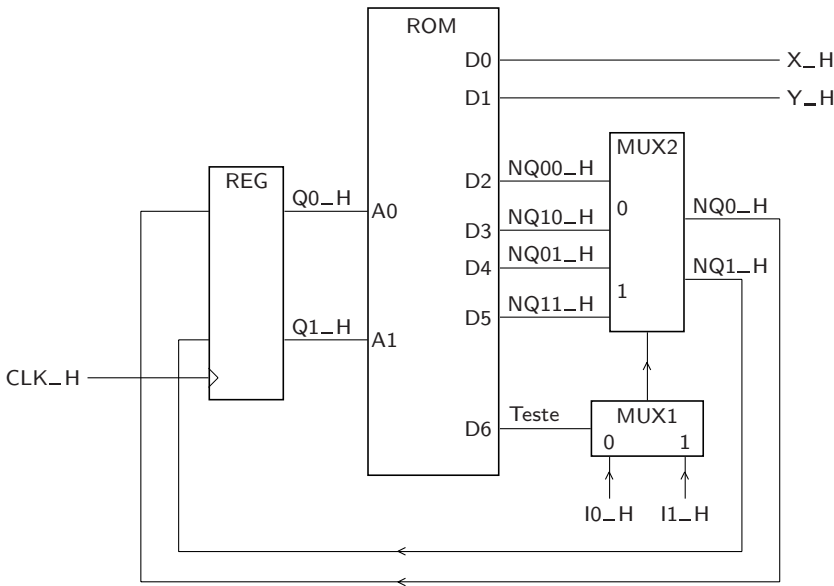 ROM
D0
X_H
D1
Y_H
MUX2
REG
D2
NQ00_H
Q0_H
A0
0
NQ0_H
D3
NQ10_H
D4
NQ01_H
NQ1_H
1
D5
NQ11_H
Q1_H
A1
CLK_H
D6
Teste
MUX1
0 1
I0_H I1_H